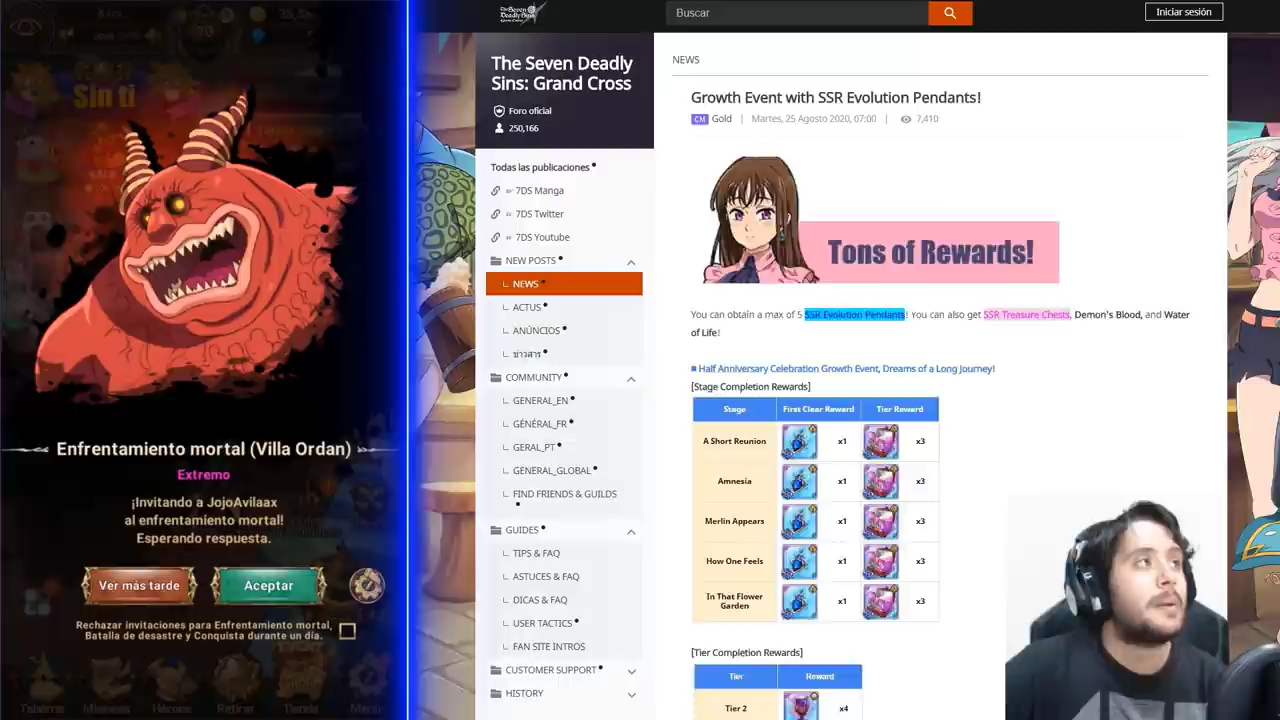 Enfrentamiento mortal (Villa Ordan)
Extremo
¡Invitando a JojoAvilaax
al enfrentamiento mortal!
Esperando respuesta.
Ver más tarde
Aceptar
Rechazar invitaciones para Enfrentamiento mortal,
Batalla de desastre y Conquista durante un día.
Tienda
Menú
The Seven
Deadly Sins
Buscar
Iniciar sesión
The Seven Deadly
Sins: Grand Cross
Foro oficial
250,166
Todas las publicaciones
7DS Manga
7DS Twitter
7DS Youtube
NEW POSTS
NEWS
ACTUS
ANÚNCIOS
ข่าวสาร
COMMUNITY
GENERAL_EN
GÉNÉRAL_FR
GERAL_PT
GENERAL_GLOBAL
FIND FRIENDS & GUILDS
GUIDES
TIPS & FAQ
ASTUCES & FAQ
DICAS & FAQ
USER TACTICS
FAN SITE INTROS
CUSTOMER SUPPORT
HISTORY
NEWS
Growth Event with SSR Evolution Pendants!
CM Gold | Martes, 25 Agosto 2020, 07:00 | 7,410
Tons of Rewards!
You can obtain a max of 5 SSR Evolution Pendants! You can also get SSR Treasure Chests, Demon's Blood, and Water
of Life!
■ Half Anniversary Celebration Growth Event, Dreams of a Long Journey!
[Stage Completion Rewards]
Stage First Clear Reward Tier Reward
A Short Reunion x1 x3
Amnesia x1 x3
Merlin Appears x1 x3
How One Feels x1 x3
In That Flower
Garden x1 x3
[Tier Completion Rewards]
Tier Reward
Tier 2 x4